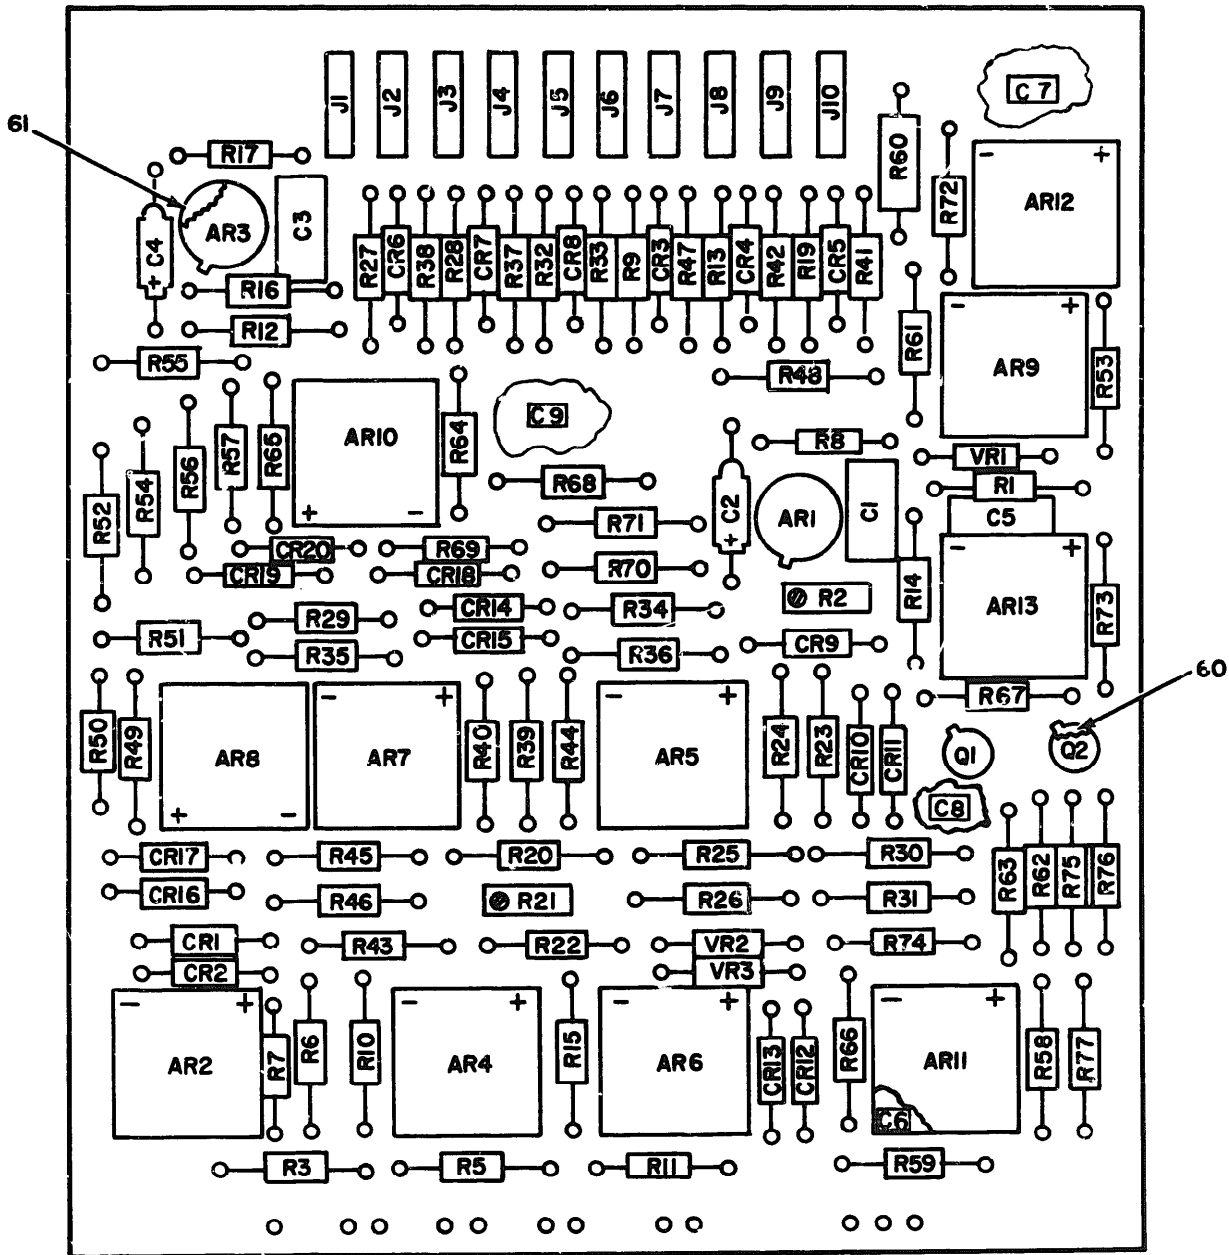 J1 J2 J3 J4 J5 J6 J7 J8 J9 J10
C7
61
R17
R60
R72
- +
AR12
C4
+
AR3
C3
R16
R12
R27 CR6 R38 R28 CR7 R37 R32 CR8 R33 R9 CR3 R47 R13 CR4 R42 R19 CR5 R41
R61
- +
AR9
R53
R55
R48
R52 R54 R56 R57 R65
AR10
+ -
R64
C9
R8
VR1
R68
C2
+
AR1
C1
R1
C5
R71
CR20
R69
CR19
CR18
R70
R14
- +
AR13
R73
R29
CR14
R34
R2
R51
R35
CR15
R36
CR9
R67
60
R50 R49
AR8
+ -
- +
AR7
R40 R39 R44
- +
AR5
R24 R23 CR10 CR11
Q1
Q2
C8
CR17
R45
R20
R25
R30
R63 R62 R75 R76
CR16
R46
R21
R26
R31
CR1
R43
R22
VR2
R74
CR2
VR3
- +
AR2
R7 R6 R10
- +
AR4
R15
- +
AR6
CR13 CR12 R66
- +
AR11
C6
R58 R77
R3
R5
R11
R59